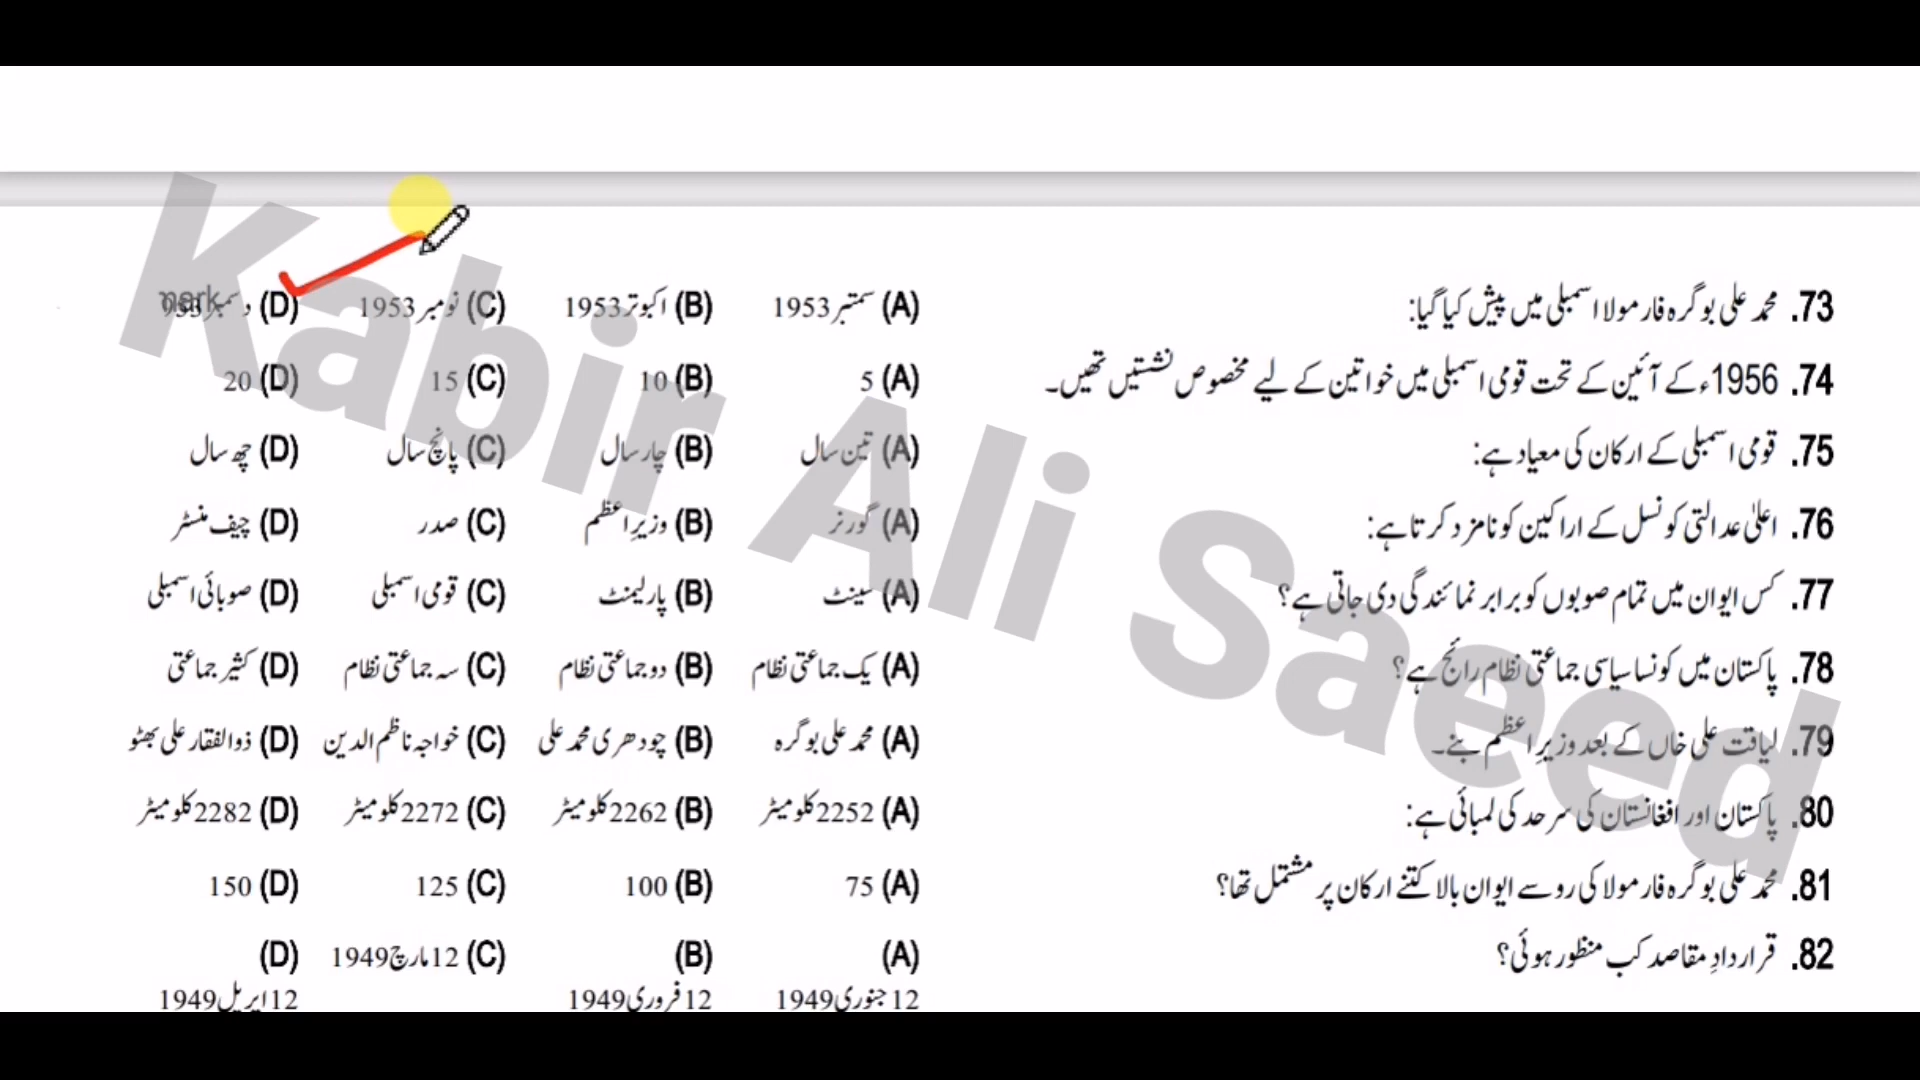 73. محمد علی بوگرہ فارمولا اسمبلی میں پیش کیا گیا: (A) ستمبر 1953 (B) اکتوبر 1953 (C) نومبر 1953 (D)
74. 1956ء کے آئین کے تحت قومی اسمبلی میں خواتین کے لیے مخصوص نشستیں تھیں۔ (A) 5 (B) 10 (C) 15 (D) 20
75. قومی اسمبلی کے ارکان کی معیاد ہے: (A) تین سال (B) چار سال (C) پانچ سال (D) چھ سال
76. اعلیٰ عدالتی کونسل کے اراکین کو نامزد کرتا ہے: (A) گورنر (B) وزیرِ اعظم (C) صدر (D) چیف منسٹر
77. کس ایوان میں تمام صوبوں کو برابر نمائندگی دی جاتی ہے؟ (A) سینٹ (B) پارلیمنٹ (C) قومی اسمبلی (D) صوبائی اسمبلی
78. پاکستان میں کونسا سیاسی جماعتی نظام رائج ہے؟ (A) یک جماعتی نظام (B) دو جماعتی نظام (C) سہ جماعتی نظام (D) کثیر جماعتی
79. لیاقت علی خاں کے بعد وزیرِ اعظم بنے۔ (A) محمد علی بوگرہ (B) چودھری محمد علی (C) خواجہ ناظم الدین (D) ذوالفقار علی بھٹو
80. پاکستان اور افغانستان کی سرحد کی لمبائی ہے: (A) 2252 کلومیٹر (B) 2262 کلومیٹر (C) 2272 کلومیٹر (D) 2282 کلومیٹر
81. محمد علی بوگرہ فارمولا کی رو سے ایوان بالا کتنے ارکان پر مشتمل تھا؟ (A) 75 (B) 100 (C) 125 (D) 150
82. قراردادِ مقاصد کب منظور ہوئی؟ (A) (B) (C) 12 مارچ 1949 (D)
12 جنوری 1949 12 فروری 1949 12 اپریل 1949
Kabir Ali Saeed